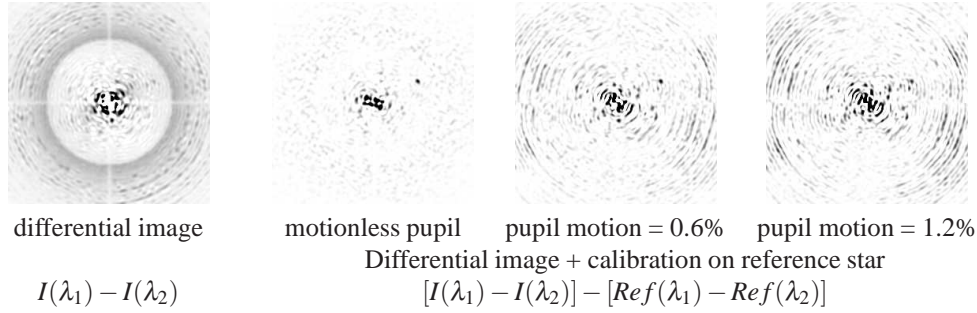 differential image motionless pupil pupil motion = 0.6% pupil motion = 1.2%
Differential image + calibration on reference star
I(λ₁) − I(λ₂) [I(λ₁) − I(λ₂)] − [Ref(λ₁) − Ref(λ₂)]